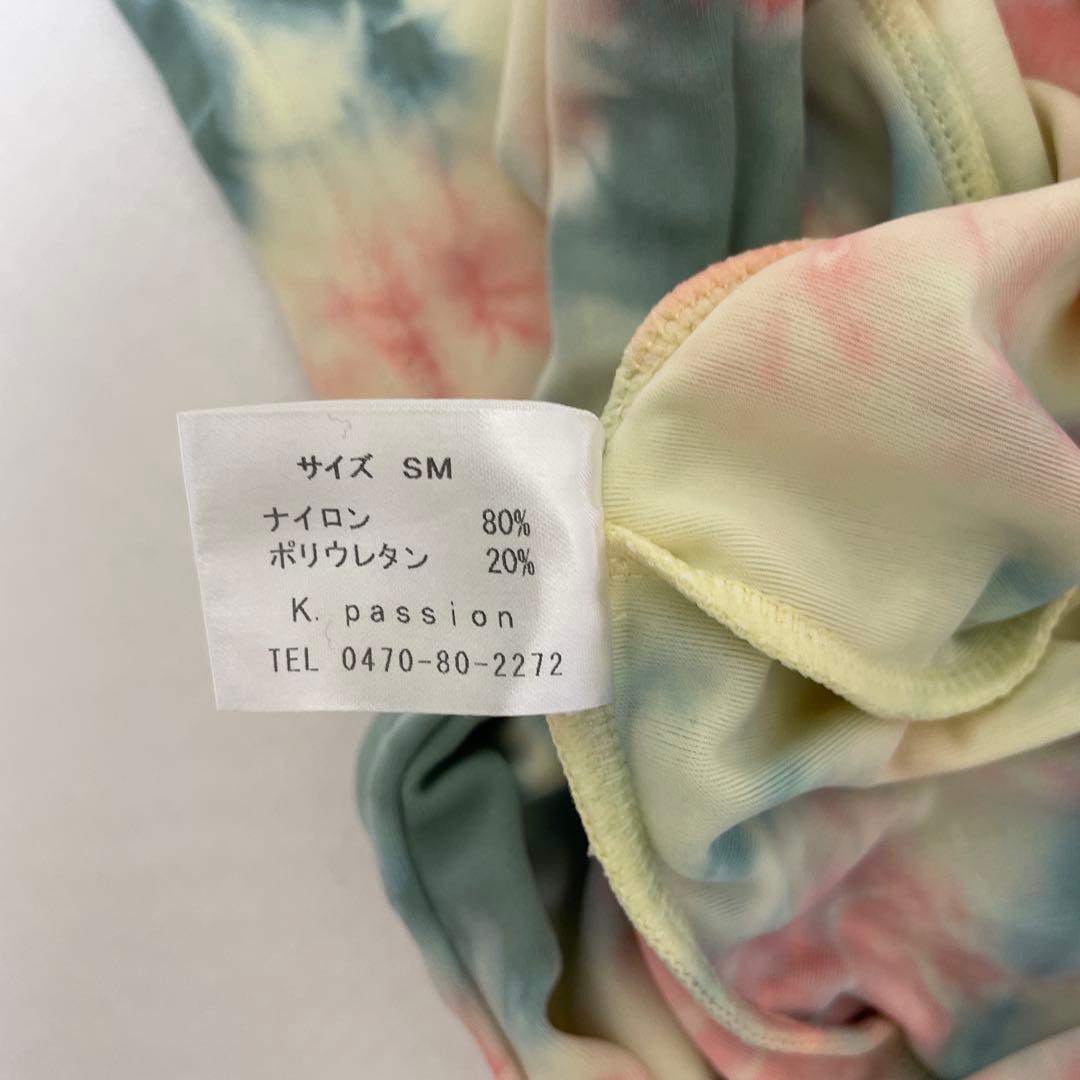 サイズ SM
ナイロン 80%
ポリウレタン 20%
K. passion
TEL 0470-80-2272